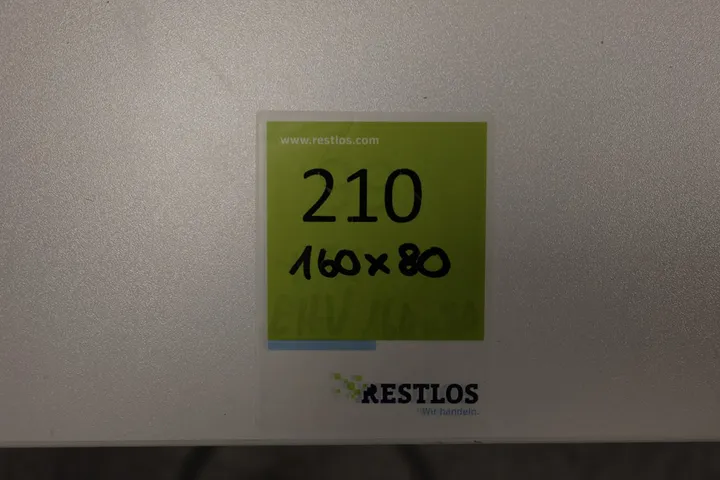 www.restlos.com
210
160x80
RESTLOS
Wir handeln.